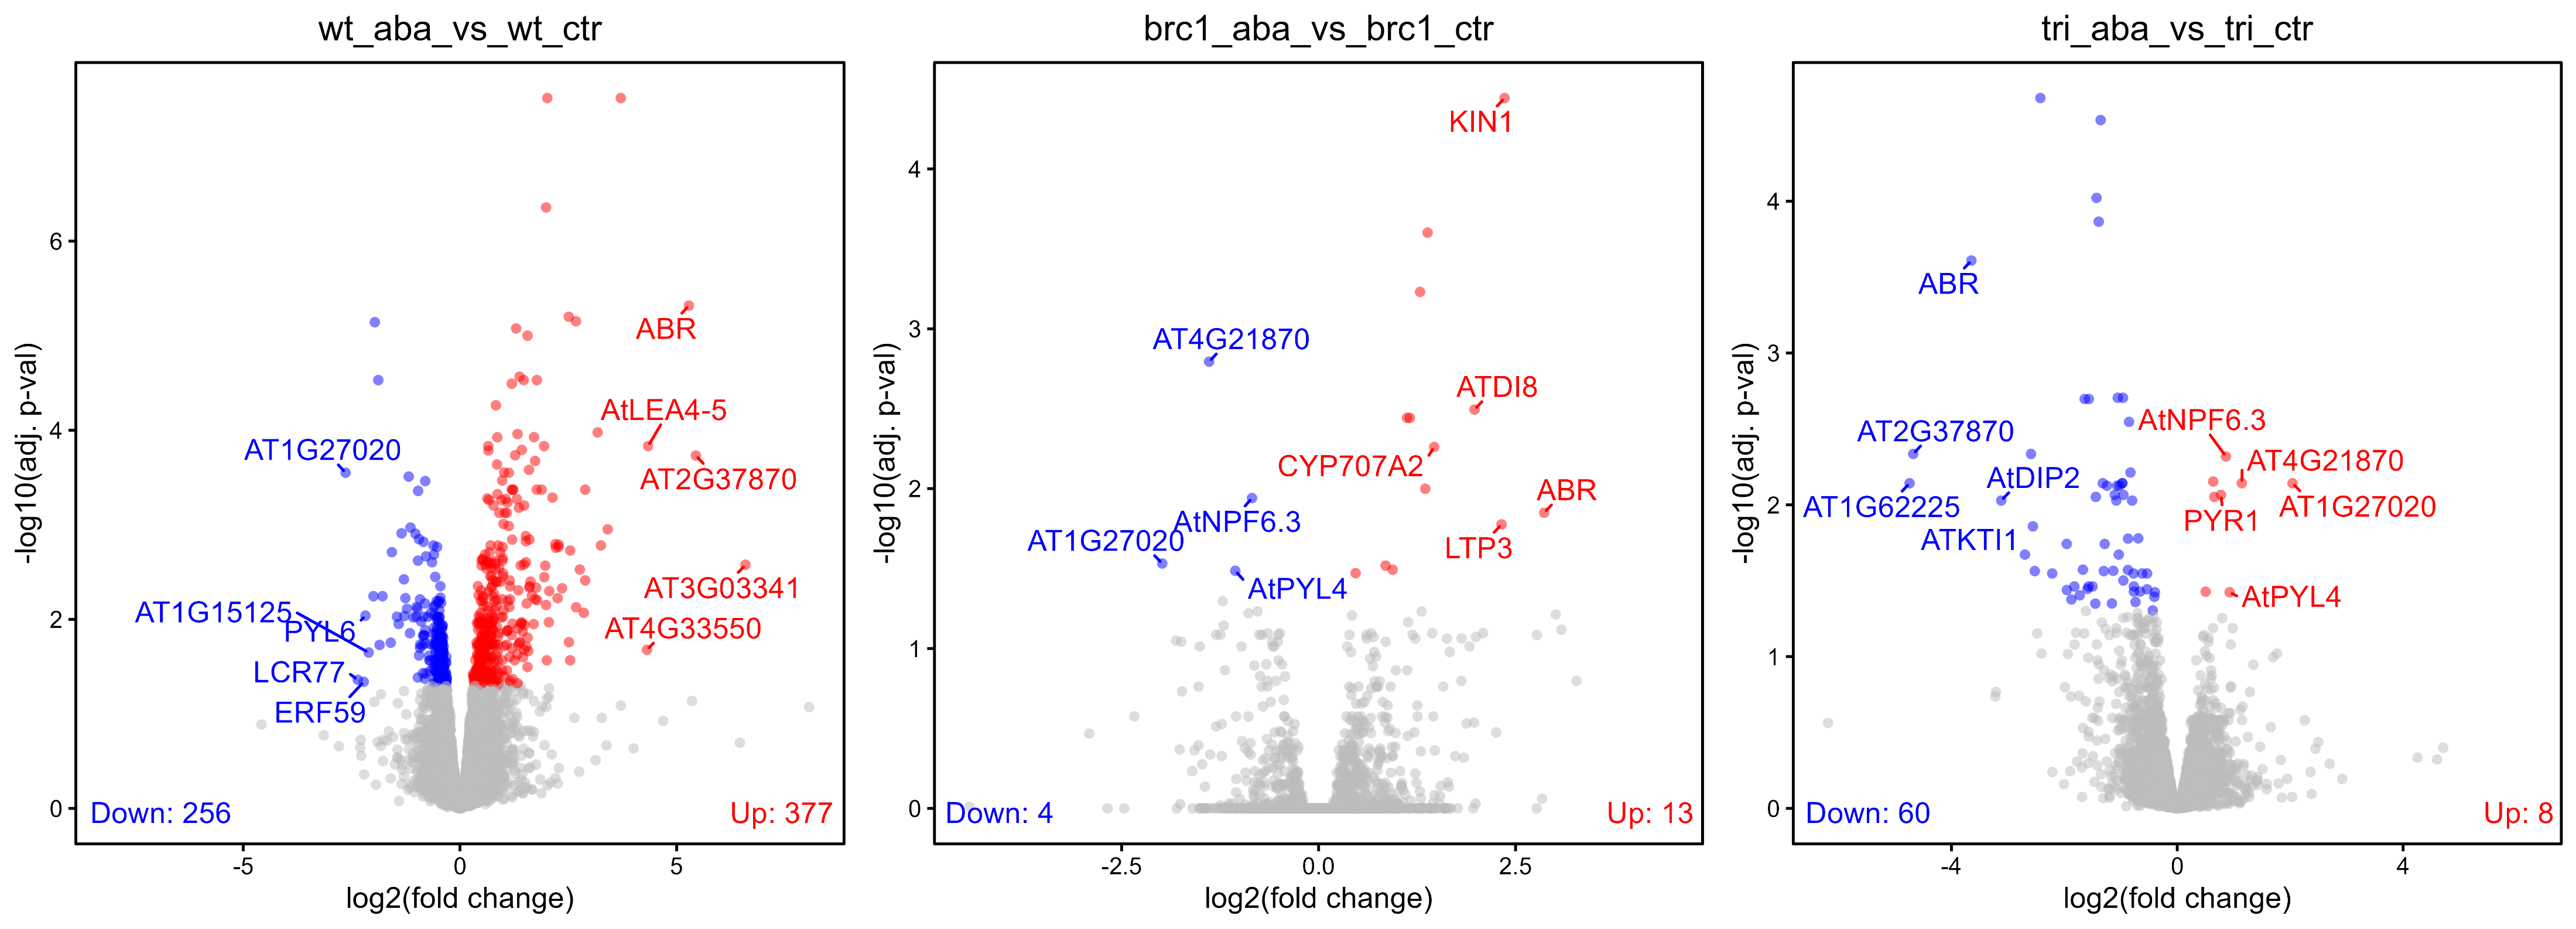 wt_aba_vs_wt_ctr
-log10(adj. p-val)
6
4
2
0
ABR
AtLEA4-5
AT1G27020
AT2G37870
AT3G03341
AT1G15125
PYL6
AT4G33550
LCR77
ERF59
Down: 256
Up: 377
-5
0
5
log2(fold change)
brc1_aba_vs_brc1_ctr
-log10(adj. p-val)
4
3
2
1
0
KIN1
AT4G21870
ATDI8
CYP707A2
ABR
AtNPF6.3
AT1G27020
LTP3
AtPYL4
Down: 4
Up: 13
-2.5
0.0
2.5
log2(fold change)
tri_aba_vs_tri_ctr
-log10(adj. p-val)
4
3
2
1
0
ABR
AtNPF6.3
AT2G37870
AT4G21870
AtDIP2
AT1G62225
AT1G27020
PYR1
ATKTI1
AtPYL4
Down: 60
Up: 8
-4
0
4
log2(fold change)